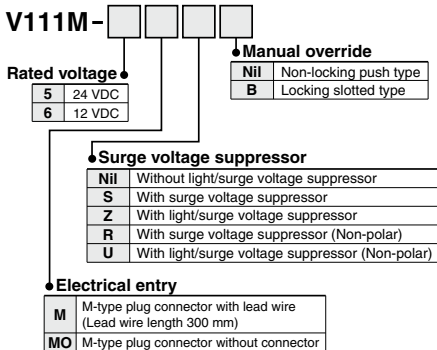 V111M-
Manual override
Nil Non-locking push type
B Locking slotted type
Rated voltage
5 24 VDC
6 12 VDC
Surge voltage suppressor
Nil Without light/surge voltage suppressor
S With surge voltage suppressor
Z With light/surge voltage suppressor
R With surge voltage suppressor (Non-polar)
U With light/surge voltage suppressor (Non-polar)
Electrical entry
M M-type plug connector with lead wire
(Lead wire length 300 mm)
MO M-type plug connector without connector